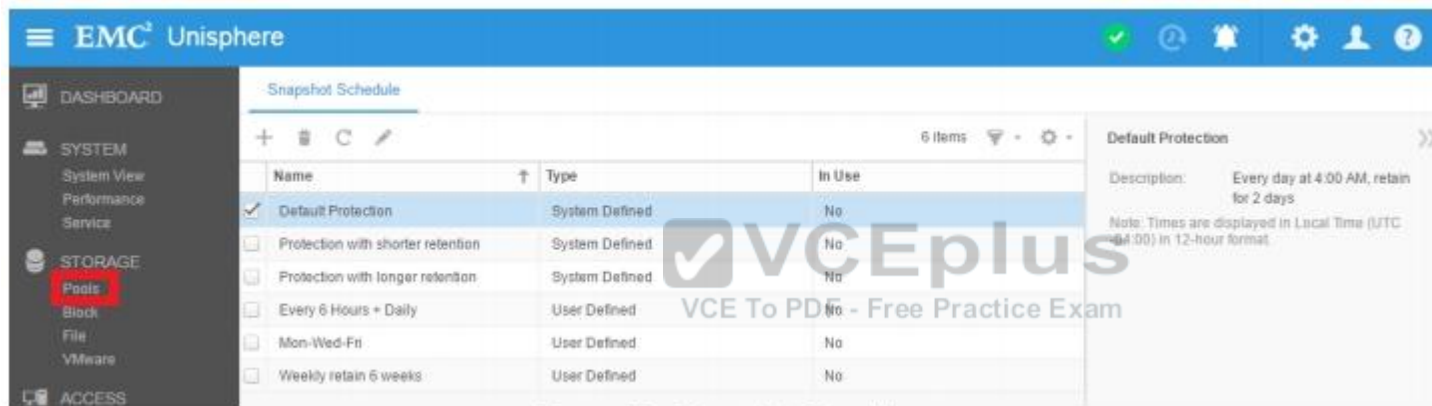 EMC² Unisphere
DASHBOARD
SYSTEM
System View
Performance
Service
STORAGE
Pools
Block
File
VMware
ACCESS
Snapshot Schedule
6 items
Name Type In Use
Default Protection System Defined No
Protection with shorter retention System Defined No
Protection with longer retention System Defined No
Every 6 Hours + Daily User Defined No
Mon-Wed-Fri User Defined No
Weekly retain 6 weeks User Defined No
Default Protection
Description: Every day at 4:00 AM, retain
for 2 days
Note: Times are displayed in Local Time (UTC
-04:00) in 12-hour format.
VCEplus
VCE To PDF - Free Practice Exam